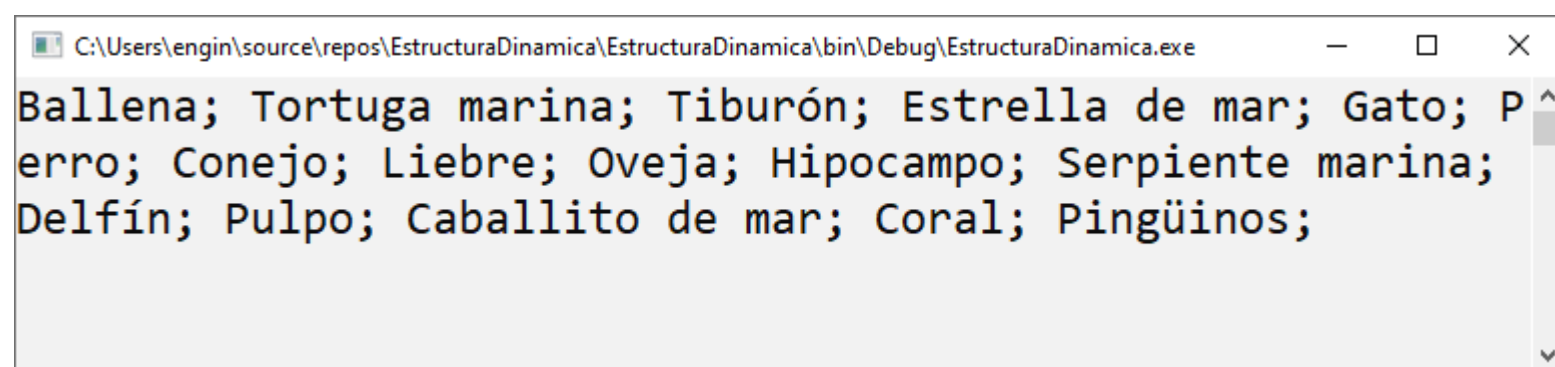 C:\Users\engin\source\repos\EstructuraDinamica\EstructuraDinamica\bin\Debug\EstructuraDinamica.exe
Ballena; Tortuga marina; Tiburón; Estrella de mar; Gato; P
erro; Conejo; Liebre; Oveja; Hipocampo; Serpiente marina;
Delfín; Pulpo; Caballito de mar; Coral; Pingüinos;